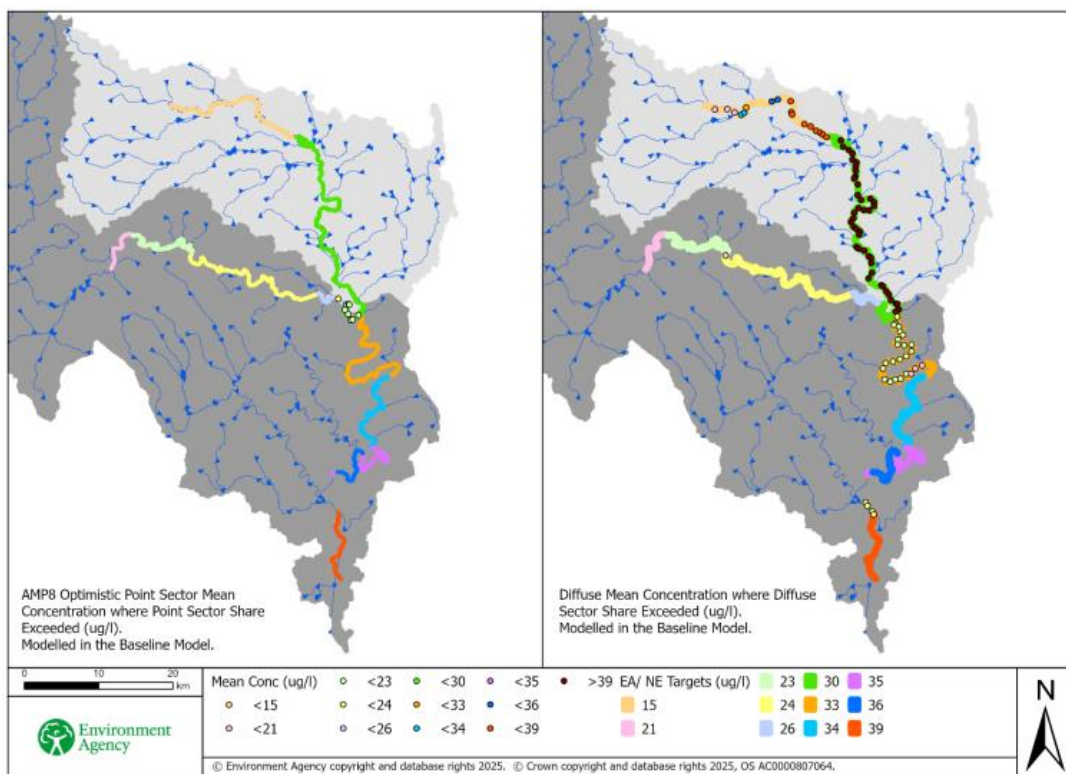 AMP8 Optimistic Point Sector Mean
Concentration where Point Sector Share
Exceeded (ug/l).
Modelled in the Baseline Model.
Diffuse Mean Concentration where Diffuse
Sector Share Exceeded (ug/l).
Modelled in the Baseline Model.
0 10 20
km
Environment
Agency
Mean Conc (ug/l)
<15
<21
<23
<24
<26
<30
<33
<34
<35
<36
<39
>39
EA/ NE Targets (ug/l)
15
21
23
24
26
30
33
34
35
36
39
N
© Environment Agency copyright and database rights 2025. © Crown copyright and database rights 2025, OS AC0000807064.